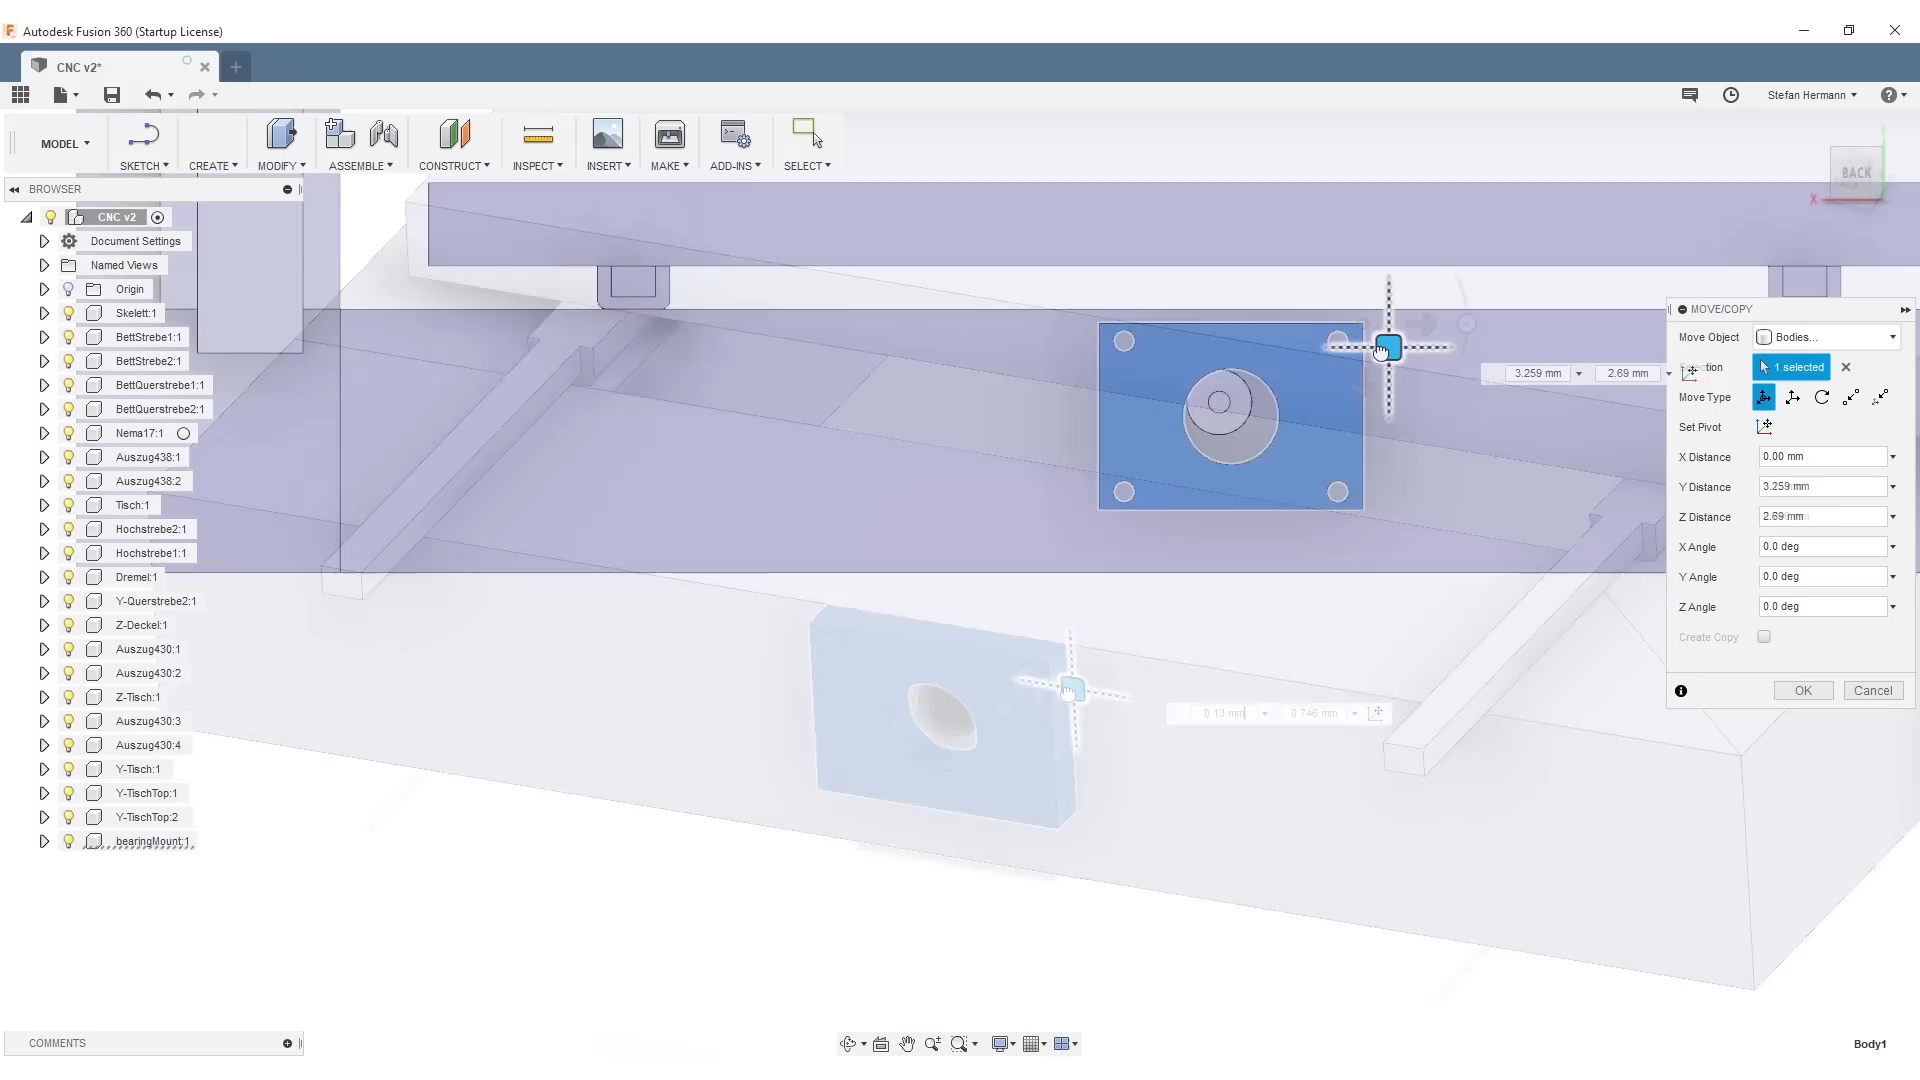 Autodesk Fusion 360 (Startup License)
CNC v2*
Stefan Hermann
MODEL
SKETCH CREATE MODIFY ASSEMBLE CONSTRUCT INSPECT INSERT MAKE ADD-INS SELECT
BACK
X
BROWSER
CNC v2
Document Settings
Named Views
Origin
Skelett:1
BettStrebe1:1
BettStrebe2:1
BettQuerstrebe1:1
BettQuerstrebe2:1
Nema17:1
Auszug438:1
Auszug438:2
Tisch:1
Hochstrebe2:1
Hochstrebe1:1
Dremel:1
Y-Querstrebe2:1
Z-Deckel:1
Auszug430:1
Auszug430:2
Z-Tisch:1
Auszug430:3
Auszug430:4
Y-Tisch:1
Y-TischTop:1
Y-TischTop:2
bearingMount:1
3.259 mm 2.69 mm
0.13 mm 0.746 mm
MOVE/COPY
Move Object Bodies...
1 selected
Move Type
Set Pivot
X Distance 0.00 mm
Y Distance 3.259 mm
Z Distance 2.69 mm
X Angle 0.0 deg
Y Angle 0.0 deg
Z Angle 0.0 deg
Create Copy
OK Cancel
COMMENTS
Body1